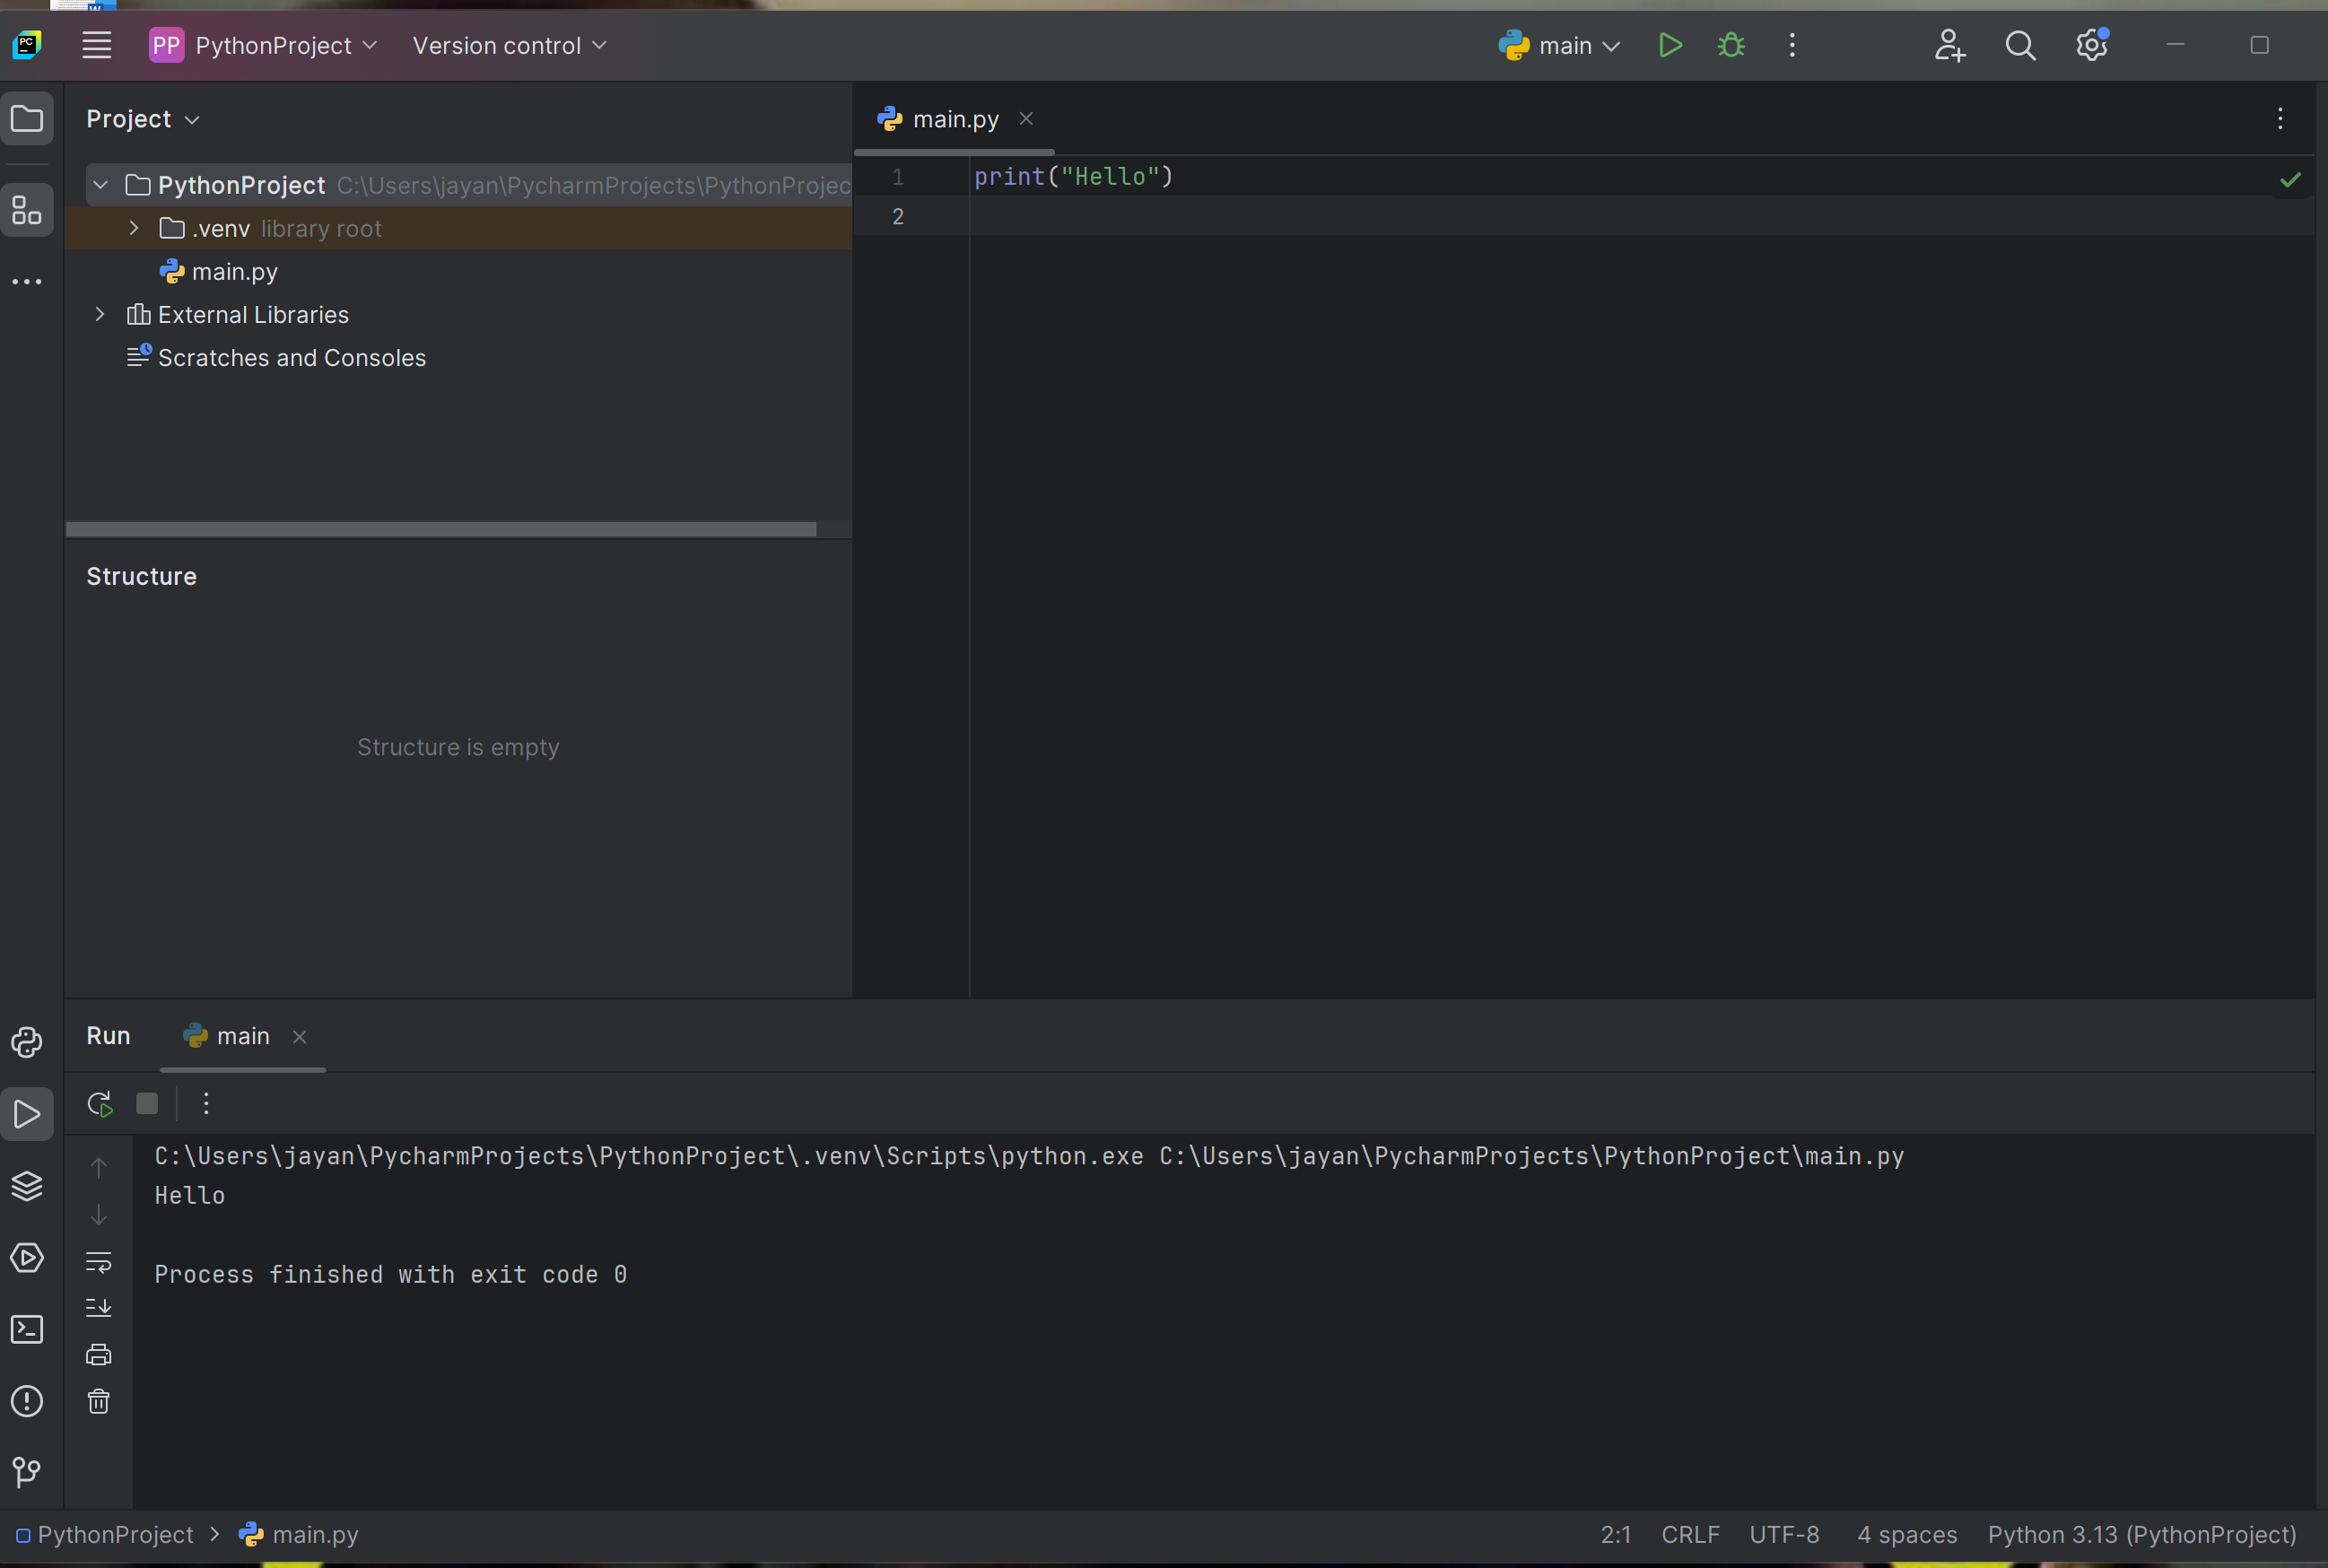 PC
PP PythonProject Version control main
Project
PythonProject C:\Users\jayan\PycharmProjects\PythonProjec
.venv library root
main.py
External Libraries
Scratches and Consoles
main.py
1 print("Hello")
2
Structure
Structure is empty
Run main
C:\Users\jayan\PycharmProjects\PythonProject\.venv\Scripts\python.exe C:\Users\jayan\PycharmProjects\PythonProject\main.py
Hello
Process finished with exit code 0
PythonProject > main.py 2:1 CRLF UTF-8 4 spaces Python 3.13 (PythonProject)